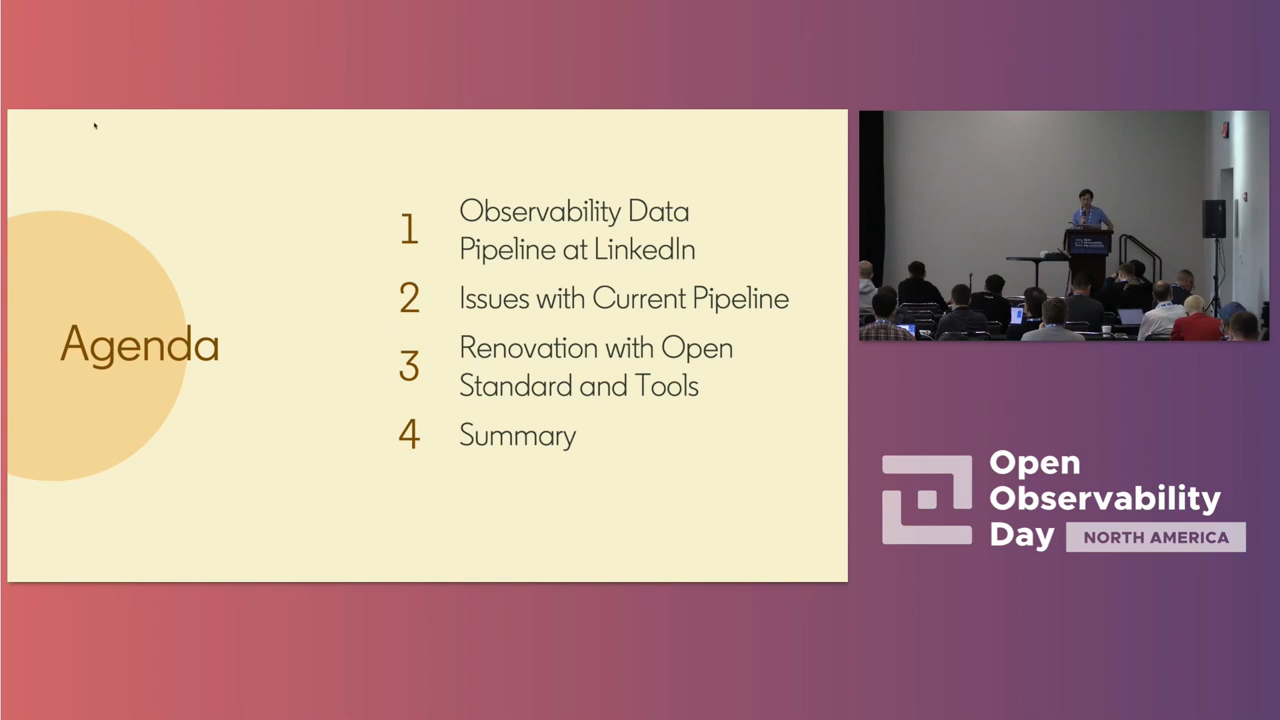 Agenda
1
Observability Data
Pipeline at LinkedIn
2
Issues with Current Pipeline
3
Renovation with Open
Standard and Tools
4
Summary
Open
Observability
Day
NORTH AMERICA